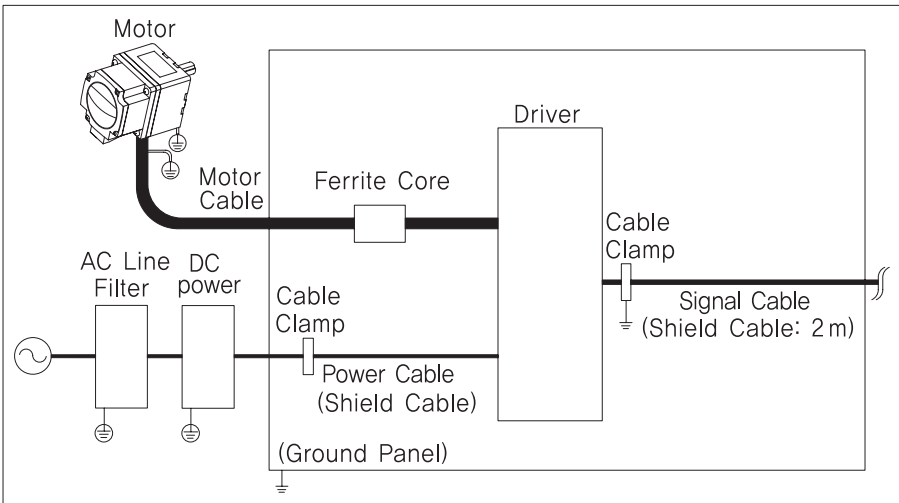 Motor
Driver
Motor
Cable
Ferrite Core
Cable
Clamp
AC Line
Filter
DC
power
Cable
Clamp
Signal Cable
(Shield Cable: 2 m)
Power Cable
(Shield Cable)
(Ground Panel)